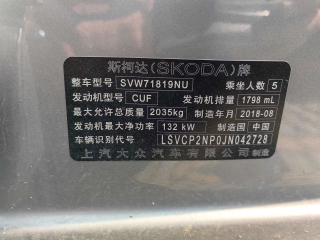 斯柯达(SKODA)牌
整车型号 SVW71819NU 乘坐人数 5
发动机型号 CUF 发动机排量 1798 mL
最大允许总质量 2035kg 制造年月 2018-08
发动机最大净功率 132 kW 制造国 中国
车辆识别代号 LSVCP2NP0JN042728
上汽大众汽车有限公司 制造